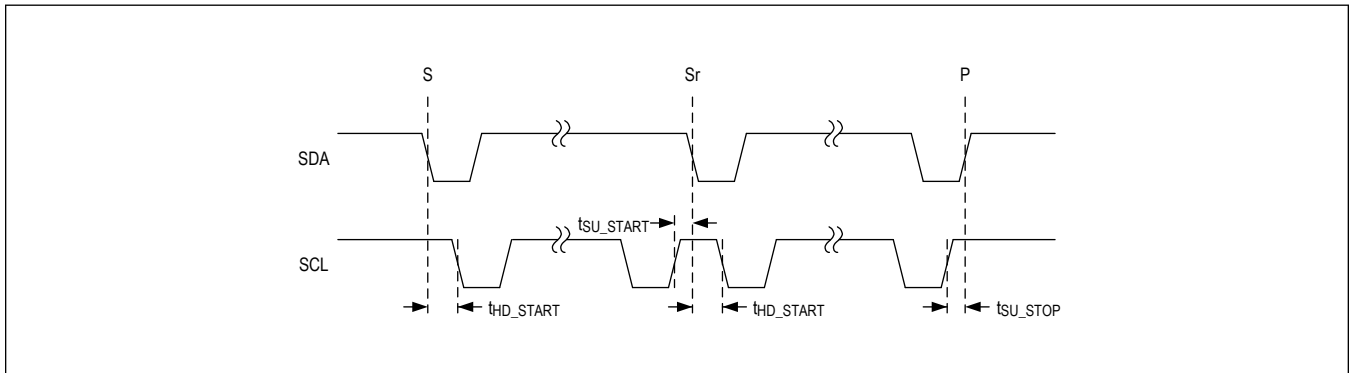 S Sr P
SDA
tSU_START
SCL
tHD_START tHD_START tSU_STOP